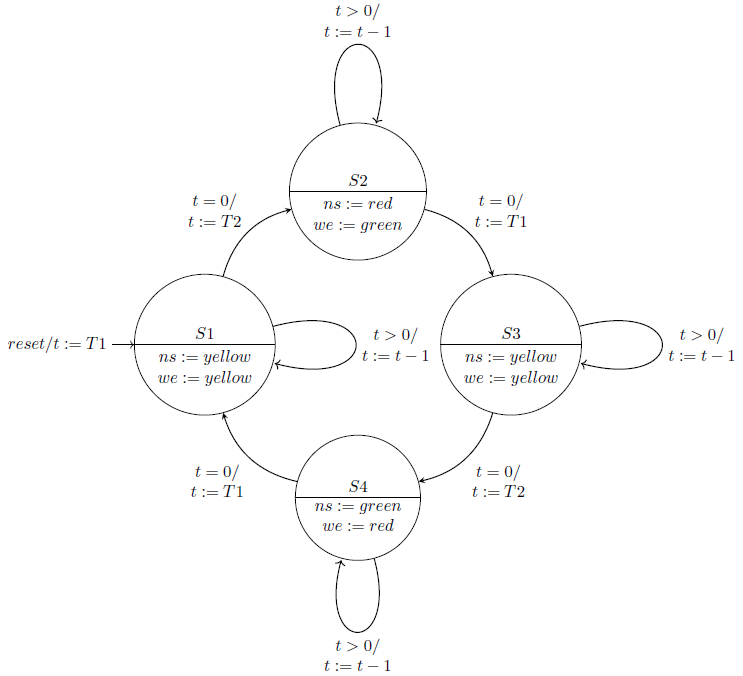 t > 0/
t := t − 1
S2
ns := red
we := green
t = 0/
t := T2
t = 0/
t := T1
reset/t := T1
S1
ns := yellow
we := yellow
t > 0/
t := t − 1
S3
ns := yellow
we := yellow
t > 0/
t := t − 1
t = 0/
t := T1
S4
ns := green
we := red
t = 0/
t := T2
t > 0/
t := t − 1